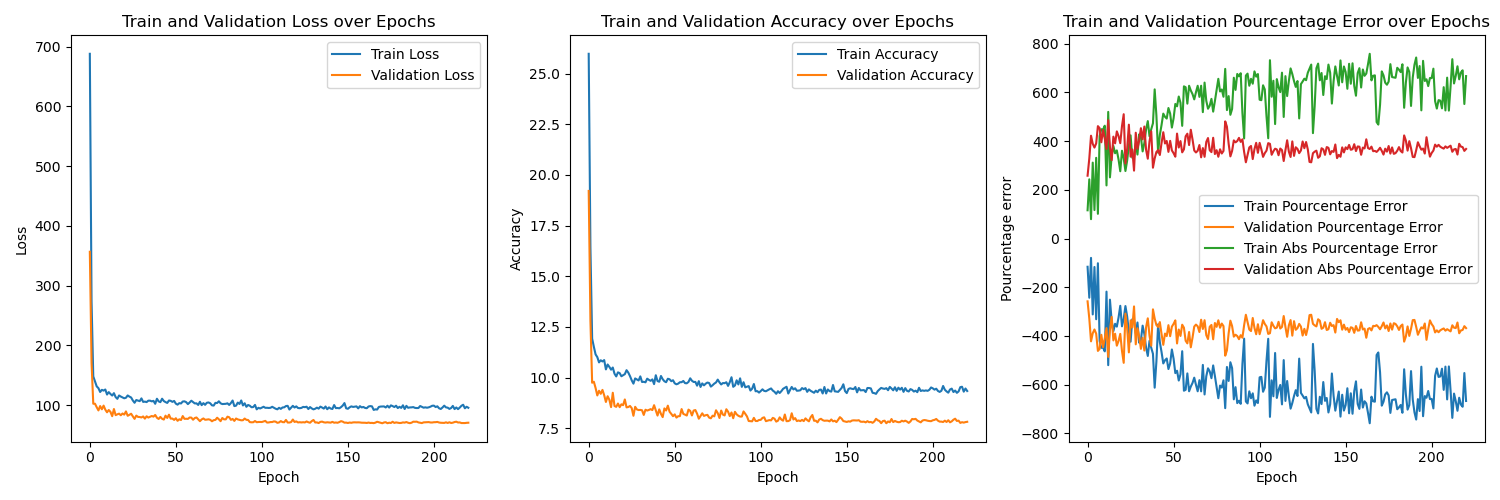 Train and Validation Loss over Epochs
700
600
500
400
300
200
100
0
50
100
150
200
Loss
Epoch
Train Loss
Validation Loss
Train and Validation Accuracy over Epochs
25.0
22.5
20.0
17.5
15.0
12.5
10.0
7.5
0
50
100
150
200
Accuracy
Epoch
Train Accuracy
Validation Accuracy
Train and Validation Pourcentage Error over Epochs
800
600
400
200
0
−200
−400
−600
−800
0
50
100
150
200
Pourcentage error
Epoch
Train Pourcentage Error
Validation Pourcentage Error
Train Abs Pourcentage Error
Validation Abs Pourcentage Error